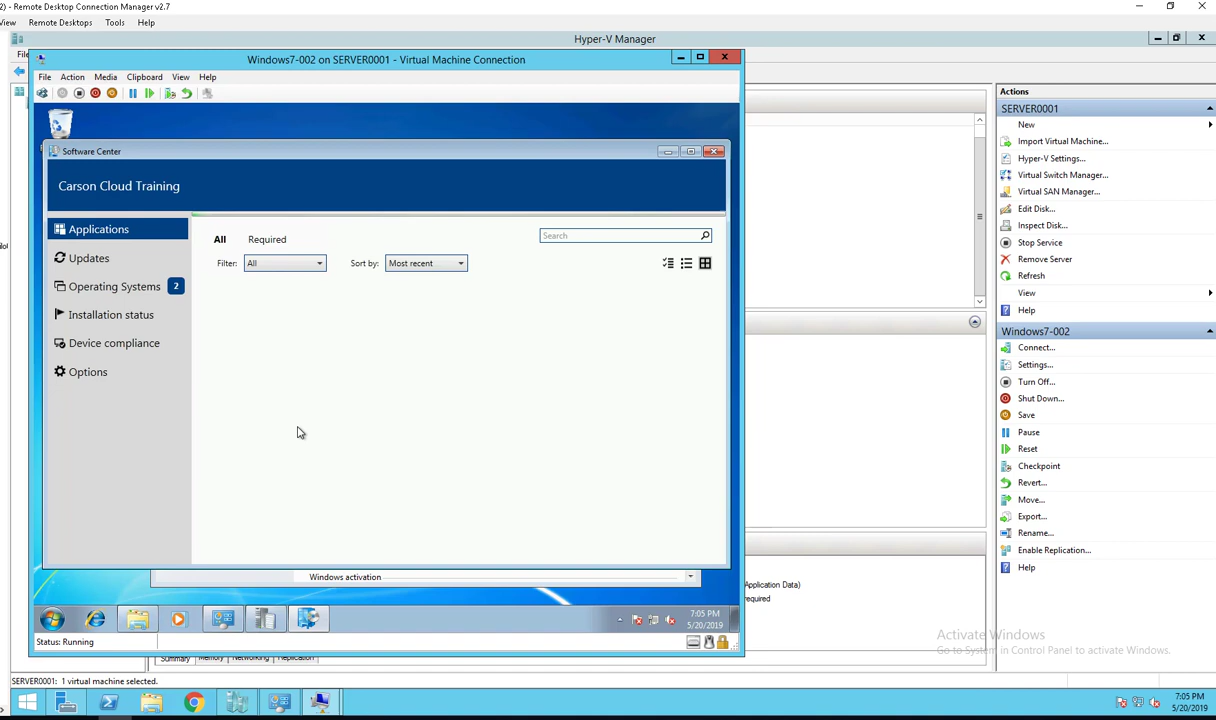 2) - Remote Desktop Connection Manager v2.7
View Remote Desktops Tools Help
Hyper-V Manager
Windows7-002 on SERVER0001 - Virtual Machine Connection
File Action Media Clipboard View Help
Software Center
Carson Cloud Training
Applications
Updates
Operating Systems 2
Installation status
Device compliance
Options
All Required
Search
Filter: All Sort by: Most recent
Windows activation
7:05 PM
5/20/2019
Status: Running
Summary Memory Networking Replication
Application Data)
required
Actions
SERVER0001
New
Import Virtual Machine...
Hyper-V Settings...
Virtual Switch Manager...
Virtual SAN Manager...
Edit Disk...
Inspect Disk...
Stop Service
Remove Server
Refresh
View
Help
Windows7-002
Connect...
Settings...
Turn Off...
Shut Down...
Save
Pause
Reset
Checkpoint
Revert...
Move...
Export...
Rename...
Enable Replication...
Help
Activate Windows
Go to System in Control Panel to activate Windows.
SERVER0001: 1 virtual machine selected.
7:05 PM
5/20/2019